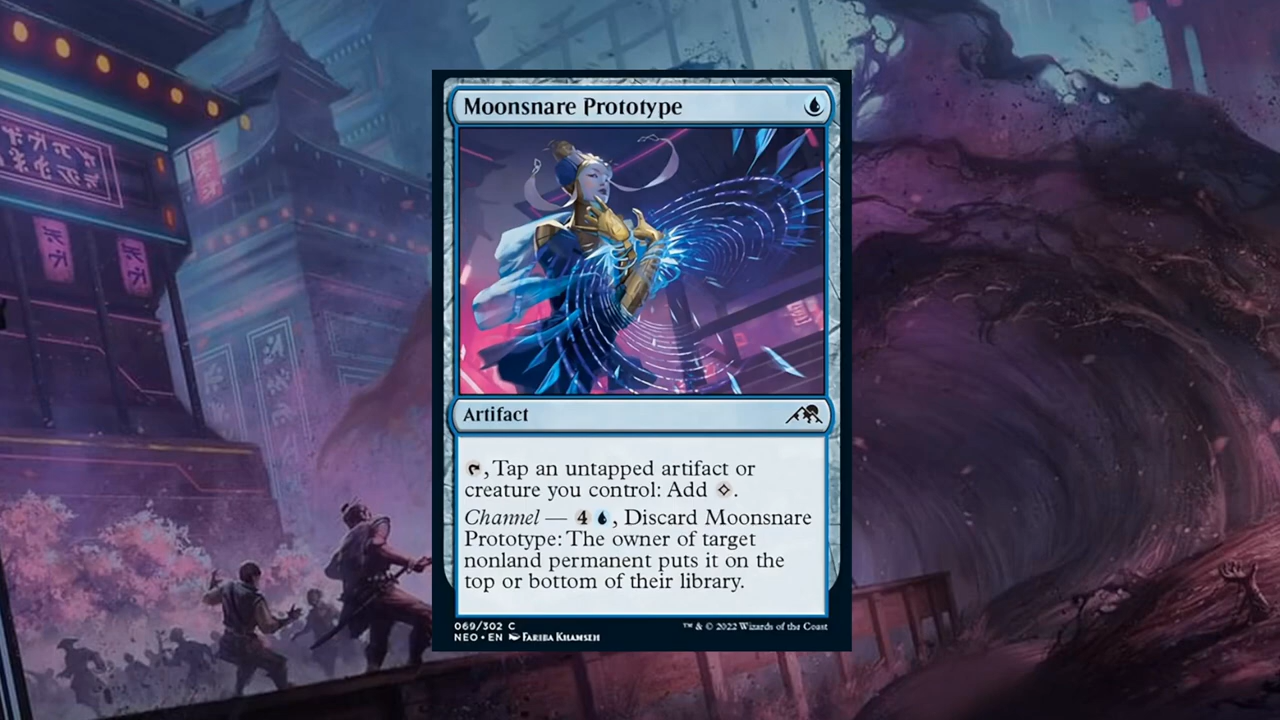 Moonsnare Prototype
Artifact
, Tap an untapped artifact or
creature you control: Add .
Channel — 4 , Discard Moonsnare
Prototype: The owner of target
nonland permanent puts it on the
top or bottom of their library.
069/302 C
NEO • EN Fariba Khamseh
™ & © 2022 Wizards of the Coast